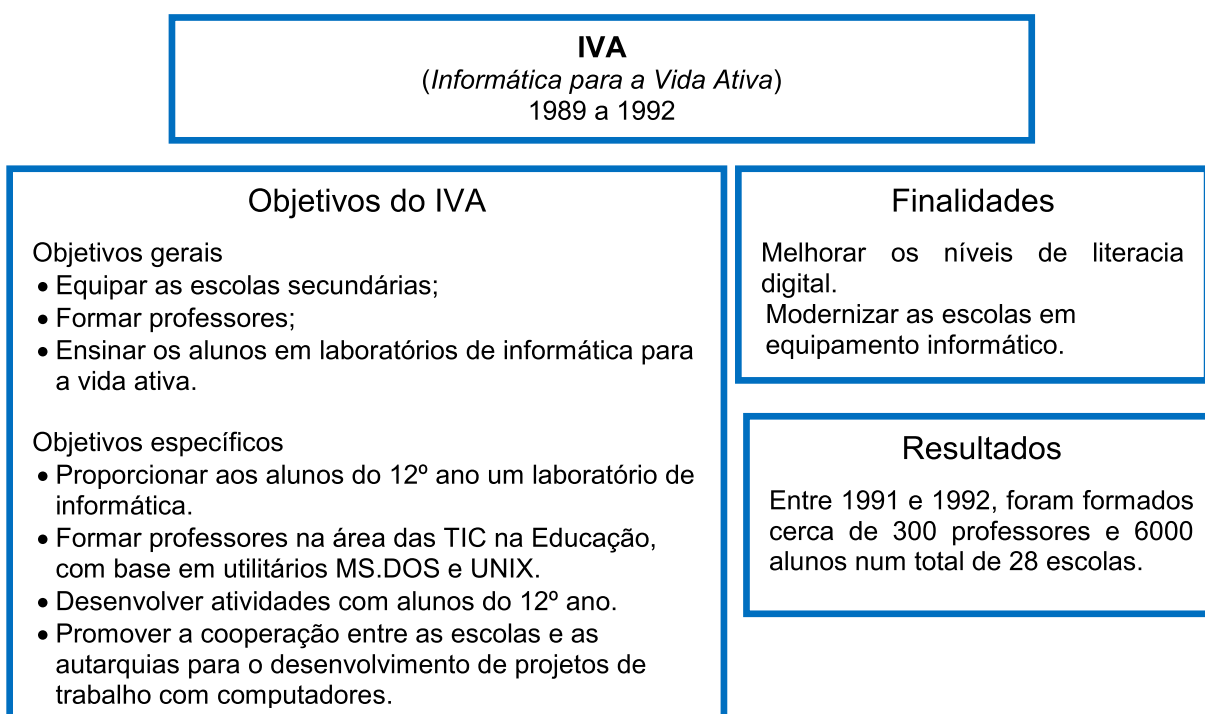 IVA
(Informática para a Vida Ativa)
1989 a 1992
Objetivos do IVA
Objetivos gerais
• Equipar as escolas secundárias;
• Formar professores;
• Ensinar os alunos em laboratórios de informática para
a vida ativa.
Objetivos específicos
• Proporcionar aos alunos do 12º ano um laboratório de
informática.
• Formar professores na área das TIC na Educação,
com base em utilitários MS.DOS e UNIX.
• Desenvolver atividades com alunos do 12º ano.
• Promover a cooperação entre as escolas e as
autarquias para o desenvolvimento de projetos de
trabalho com computadores.
Finalidades
Melhorar os níveis de literacia
digital.
Modernizar as escolas em
equipamento informático.
Resultados
Entre 1991 e 1992, foram formados
cerca de 300 professores e 6000
alunos num total de 28 escolas.